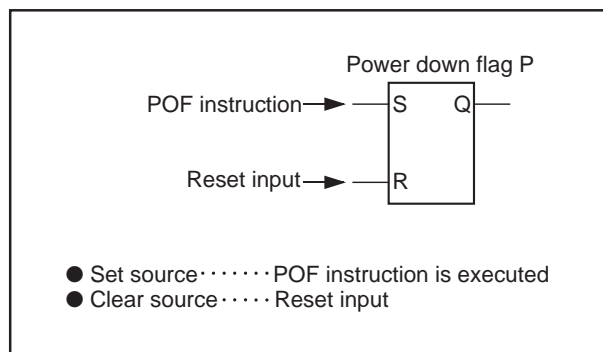 Power down flag P
POF instruction
S Q
Reset input
R
● Set source·······POF instruction is executed
● Clear source·····Reset input